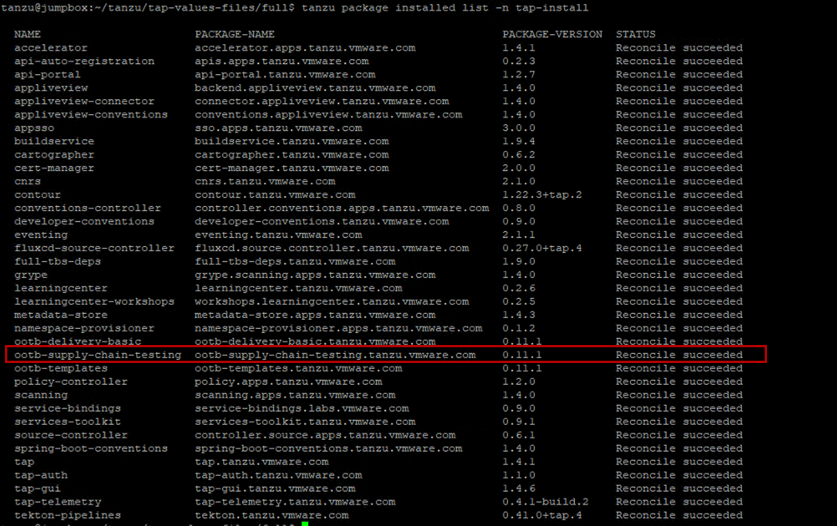 tanzu@jumpbox:~/tanzu/tap-values-files/full$ tanzu package installed list -n tap-install
NAME PACKAGE-NAME PACKAGE-VERSION STATUS
accelerator accelerator.apps.tanzu.vmware.com 1.4.1 Reconcile succeeded
api-auto-registration apis.apps.tanzu.vmware.com 0.2.3 Reconcile succeeded
api-portal api-portal.tanzu.vmware.com 1.2.7 Reconcile succeeded
appliveview backend.appliveview.tanzu.vmware.com 1.4.0 Reconcile succeeded
appliveview-connector connector.appliveview.tanzu.vmware.com 1.4.0 Reconcile succeeded
appliveview-conventions conventions.appliveview.tanzu.vmware.com 1.4.0 Reconcile succeeded
appsso sso.apps.tanzu.vmware.com 3.0.0 Reconcile succeeded
buildservice buildservice.tanzu.vmware.com 1.9.4 Reconcile succeeded
cartographer cartographer.tanzu.vmware.com 0.6.2 Reconcile succeeded
cert-manager cert-manager.tanzu.vmware.com 2.0.0 Reconcile succeeded
cnrs cnrs.tanzu.vmware.com 2.1.0 Reconcile succeeded
contour contour.tanzu.vmware.com 1.22.3+tap.2 Reconcile succeeded
conventions-controller controller.conventions.apps.tanzu.vmware.com 0.8.0 Reconcile succeeded
developer-conventions developer-conventions.tanzu.vmware.com 0.9.0 Reconcile succeeded
eventing eventing.tanzu.vmware.com 2.1.1 Reconcile succeeded
fluxcd-source-controller fluxcd.source.controller.tanzu.vmware.com 0.27.0+tap.4 Reconcile succeeded
full-tbs-deps full-tbs-deps.tanzu.vmware.com 1.9.0 Reconcile succeeded
grype grype.scanning.apps.tanzu.vmware.com 1.4.0 Reconcile succeeded
learningcenter learningcenter.tanzu.vmware.com 0.2.6 Reconcile succeeded
learningcenter-workshops workshops.learningcenter.tanzu.vmware.com 0.2.5 Reconcile succeeded
metadata-store metadata-store.apps.tanzu.vmware.com 1.4.3 Reconcile succeeded
namespace-provisioner namespace-provisioner.apps.tanzu.vmware.com 0.1.2 Reconcile succeeded
ootb-delivery-basic ootb-delivery-basic.tanzu.vmware.com 0.11.1 Reconcile succeeded
ootb-supply-chain-testing ootb-supply-chain-testing.tanzu.vmware.com 0.11.1 Reconcile succeeded
ootb-templates ootb-templates.tanzu.vmware.com 0.11.1 Reconcile succeeded
policy-controller policy.apps.tanzu.vmware.com 1.2.0 Reconcile succeeded
scanning scanning.apps.tanzu.vmware.com 1.4.0 Reconcile succeeded
service-bindings service-bindings.labs.vmware.com 0.9.0 Reconcile succeeded
services-toolkit services-toolkit.tanzu.vmware.com 0.9.1 Reconcile succeeded
source-controller controller.source.apps.tanzu.vmware.com 0.6.1 Reconcile succeeded
spring-boot-conventions spring-boot-conventions.tanzu.vmware.com 1.4.0 Reconcile succeeded
tap tap.tanzu.vmware.com 1.4.1 Reconcile succeeded
tap-auth tap-auth.tanzu.vmware.com 1.1.0 Reconcile succeeded
tap-gui tap-gui.tanzu.vmware.com 1.4.6 Reconcile succeeded
tap-telemetry tap-telemetry.tanzu.vmware.com 0.4.1-build.2 Reconcile succeeded
tekton-pipelines tekton.tanzu.vmware.com 0.41.0+tap.4 Reconcile succeeded